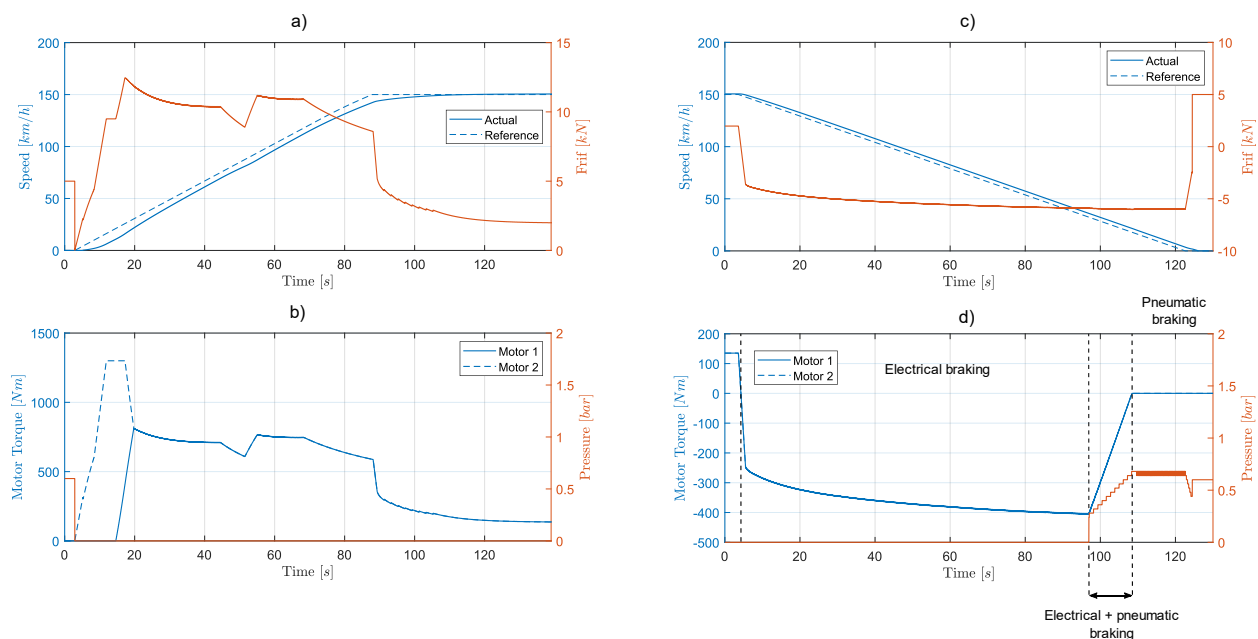 a)
200
150
100
50
0
Speed [km/h]
15
10
5
0
Frif [kN]
Actual
Reference
0 20 40 60 80 100 120
Time [s]
c)
200
150
100
50
0
Speed [km/h]
10
5
0
-5
-10
Frif [kN]
Actual
Reference
0 20 40 60 80 100 120
Time [s]
b)
1500
1000
500
0
Motor Torque [Nm]
2
1.5
1
0.5
0
Pressure [bar]
Motor 1
Motor 2
0 20 40 60 80 100 120
Time [s]
d)
Pneumatic
braking
200
100
0
-100
-200
-300
-400
-500
Motor Torque [Nm]
2
1.5
1
0.5
0
Pressure [bar]
Motor 1
Motor 2
Electrical braking
0 20 40 60 80 100 120
Time [s]
Electrical + pneumatic
braking